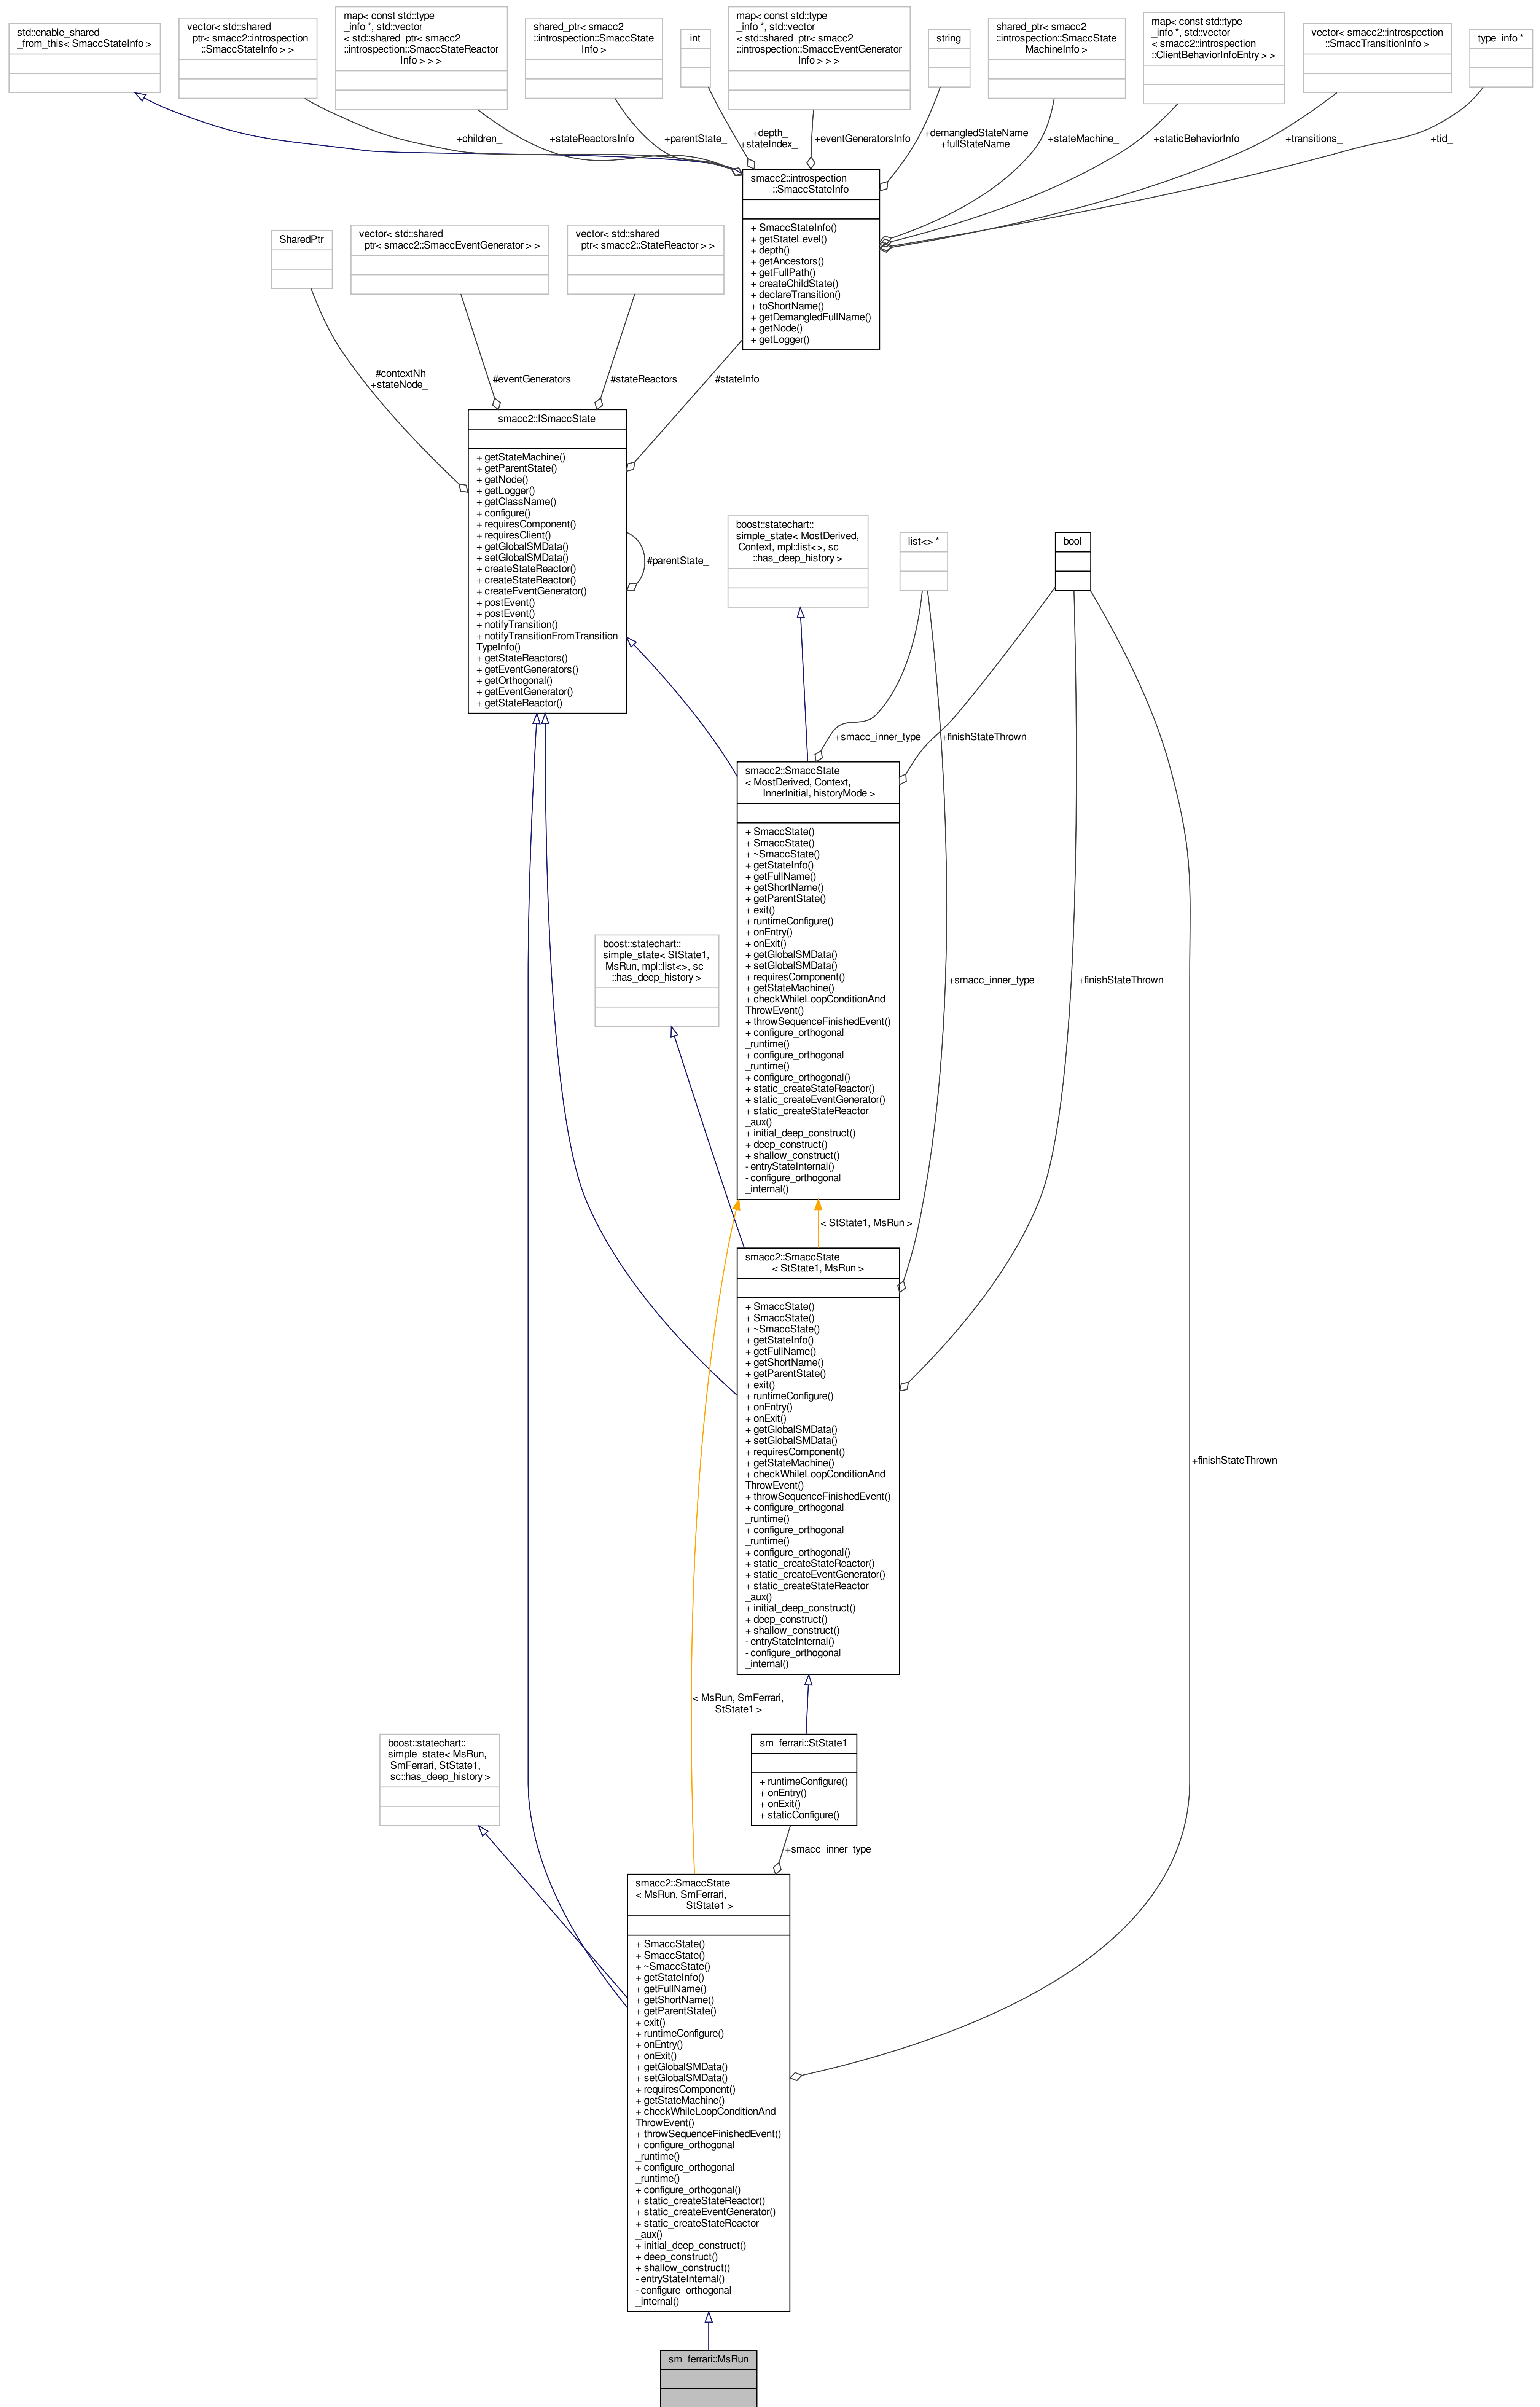 std::enable_shared
_from_this< SmaccStateInfo >
vector< std::shared
_ptr< smacc2::introspection
::SmaccStateInfo > >
map< const std::type
_info *, std::vector
< std::shared_ptr< smacc2
::introspection::SmaccStateReactor
Info > > >
shared_ptr< smacc2
::introspection::SmaccState
Info >
int
map< const std::type
_info *, std::vector
< std::shared_ptr< smacc2
::introspection::SmaccEventGenerator
Info > > >
string
shared_ptr< smacc2
::introspection::SmaccState
MachineInfo >
map< const std::type
_info *, std::vector
< smacc2::introspection
::ClientBehaviorInfoEntry > >
vector< smacc2::introspection
::SmaccTransitionInfo >
type_info *
+children_
+stateReactorsInfo
+parentState_
+depth_
+stateIndex_
+eventGeneratorsInfo
+demangledStateName
+fullStateName
+stateMachine_
+staticBehaviorInfo
+transitions_
+tid_
smacc2::introspection
::SmaccStateInfo
+ SmaccStateInfo()
+ getStateLevel()
+ depth()
+ getAncestors()
+ getFullPath()
+ createChildState()
+ declareTransition()
+ toShortName()
+ getDemangledFullName()
+ getNode()
+ getLogger()
SharedPtr
vector< std::shared
_ptr< smacc2::SmaccEventGenerator > >
vector< std::shared
_ptr< smacc2::StateReactor > >
#contextNh
+stateNode_
#eventGenerators_
#stateReactors_
#stateInfo_
smacc2::ISmaccState
+ getStateMachine()
+ getParentState()
+ getNode()
+ getLogger()
+ getClassName()
+ configure()
+ requiresComponent()
+ requiresClient()
+ getGlobalSMData()
+ setGlobalSMData()
+ createStateReactor()
+ createStateReactor()
+ createEventGenerator()
+ postEvent()
+ postEvent()
+ notifyTransition()
+ notifyTransitionFromTransition
TypeInfo()
+ getStateReactors()
+ getEventGenerators()
+ getOrthogonal()
+ getEventGenerator()
+ getStateReactor()
#parentState_
boost::statechart::
simple_state< MostDerived,
Context, mpl::list<>, sc
::has_deep_history >
list<> *
bool
+smacc_inner_type
+finishStateThrown
smacc2::SmaccState
< MostDerived, Context,
InnerInitial, historyMode >
+ SmaccState()
+ SmaccState()
+ ~SmaccState()
+ getStateInfo()
+ getFullName()
+ getShortName()
+ getParentState()
+ exit()
+ runtimeConfigure()
+ onEntry()
+ onExit()
+ getGlobalSMData()
+ setGlobalSMData()
+ requiresComponent()
+ getStateMachine()
+ checkWhileLoopConditionAnd
ThrowEvent()
+ throwSequenceFinishedEvent()
+ configure_orthogonal
_runtime()
+ configure_orthogonal
_runtime()
+ configure_orthogonal()
+ static_createStateReactor()
+ static_createEventGenerator()
+ static_createStateReactor
_aux()
+ initial_deep_construct()
+ deep_construct()
+ shallow_construct()
- entryStateInternal()
- configure_orthogonal
_internal()
boost::statechart::
simple_state< StState1,
MsRun, mpl::list<>, sc
::has_deep_history >
+smacc_inner_type
+finishStateThrown
< StState1, MsRun >
smacc2::SmaccState
< StState1, MsRun >
+ SmaccState()
+ SmaccState()
+ ~SmaccState()
+ getStateInfo()
+ getFullName()
+ getShortName()
+ getParentState()
+ exit()
+ runtimeConfigure()
+ onEntry()
+ onExit()
+ getGlobalSMData()
+ setGlobalSMData()
+ requiresComponent()
+ getStateMachine()
+ checkWhileLoopConditionAnd
ThrowEvent()
+ throwSequenceFinishedEvent()
+ configure_orthogonal
_runtime()
+ configure_orthogonal
_runtime()
+ configure_orthogonal()
+ static_createStateReactor()
+ static_createEventGenerator()
+ static_createStateReactor
_aux()
+ initial_deep_construct()
+ deep_construct()
+ shallow_construct()
- entryStateInternal()
- configure_orthogonal
_internal()
+finishStateThrown
< MsRun, SmFerrari,
StState1 >
boost::statechart::
simple_state< MsRun,
SmFerrari, StState1,
sc::has_deep_history >
sm_ferrari::StState1
+ runtimeConfigure()
+ onEntry()
+ onExit()
+ staticConfigure()
+smacc_inner_type
smacc2::SmaccState
< MsRun, SmFerrari,
StState1 >
+ SmaccState()
+ SmaccState()
+ ~SmaccState()
+ getStateInfo()
+ getFullName()
+ getShortName()
+ getParentState()
+ exit()
+ runtimeConfigure()
+ onEntry()
+ onExit()
+ getGlobalSMData()
+ setGlobalSMData()
+ requiresComponent()
+ getStateMachine()
+ checkWhileLoopConditionAnd
ThrowEvent()
+ throwSequenceFinishedEvent()
+ configure_orthogonal
_runtime()
+ configure_orthogonal
_runtime()
+ configure_orthogonal()
+ static_createStateReactor()
+ static_createEventGenerator()
+ static_createStateReactor
_aux()
+ initial_deep_construct()
+ deep_construct()
+ shallow_construct()
- entryStateInternal()
- configure_orthogonal
_internal()
sm_ferrari::MsRun